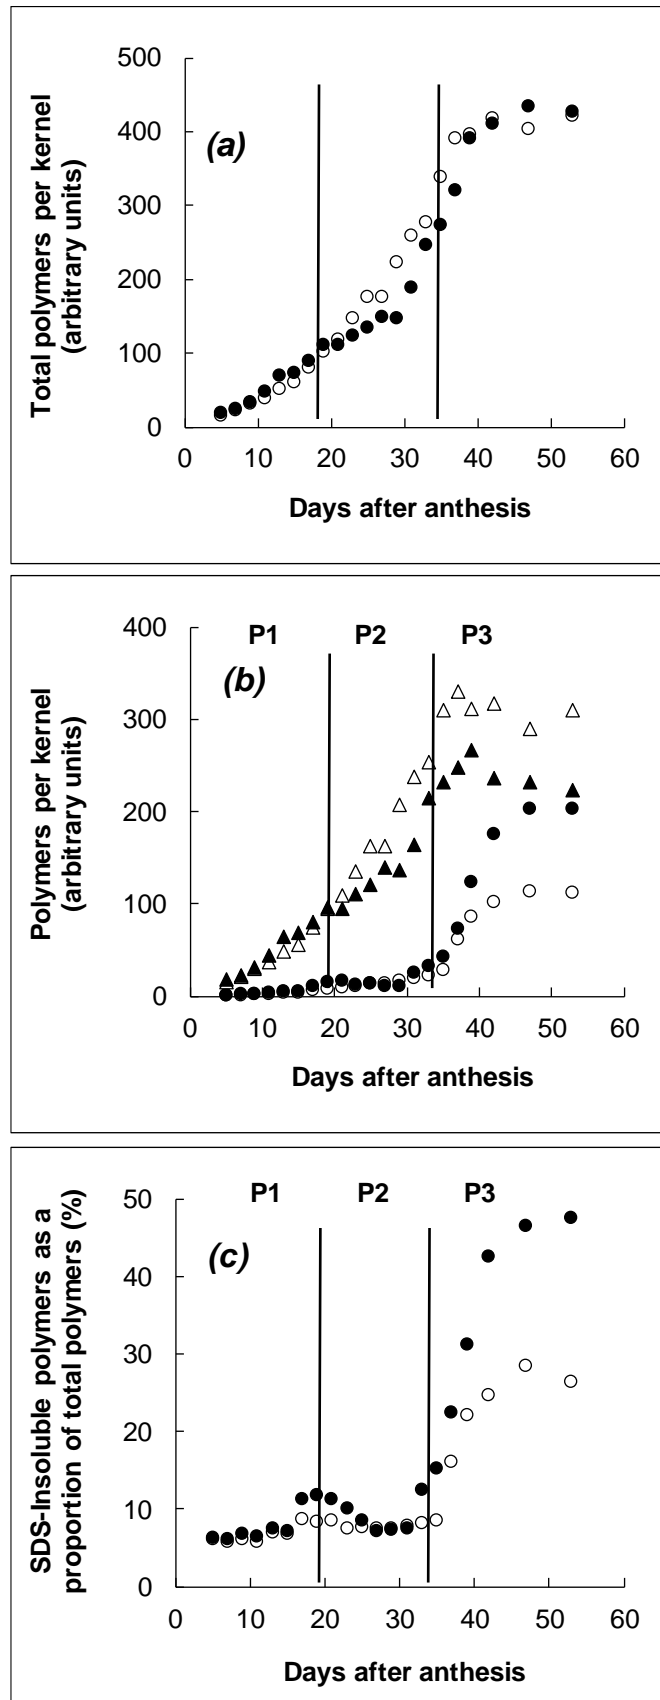 Total polymers per kernel
(arbitrary units)
500
400
300
200
100
0
(a)
0 10 20 30 40 50 60
Days after anthesis
Polymers per kernel
(arbitrary units)
400
300
200
100
0
P1 P2 P3
(b)
0 10 20 30 40 50 60
Days after anthesis
SDS-Insoluble polymers as a
proportion of total polymers (%)
50
40
30
20
10
0
P1 P2 P3
(c)
0 10 20 30 40 50 60
Days after anthesis